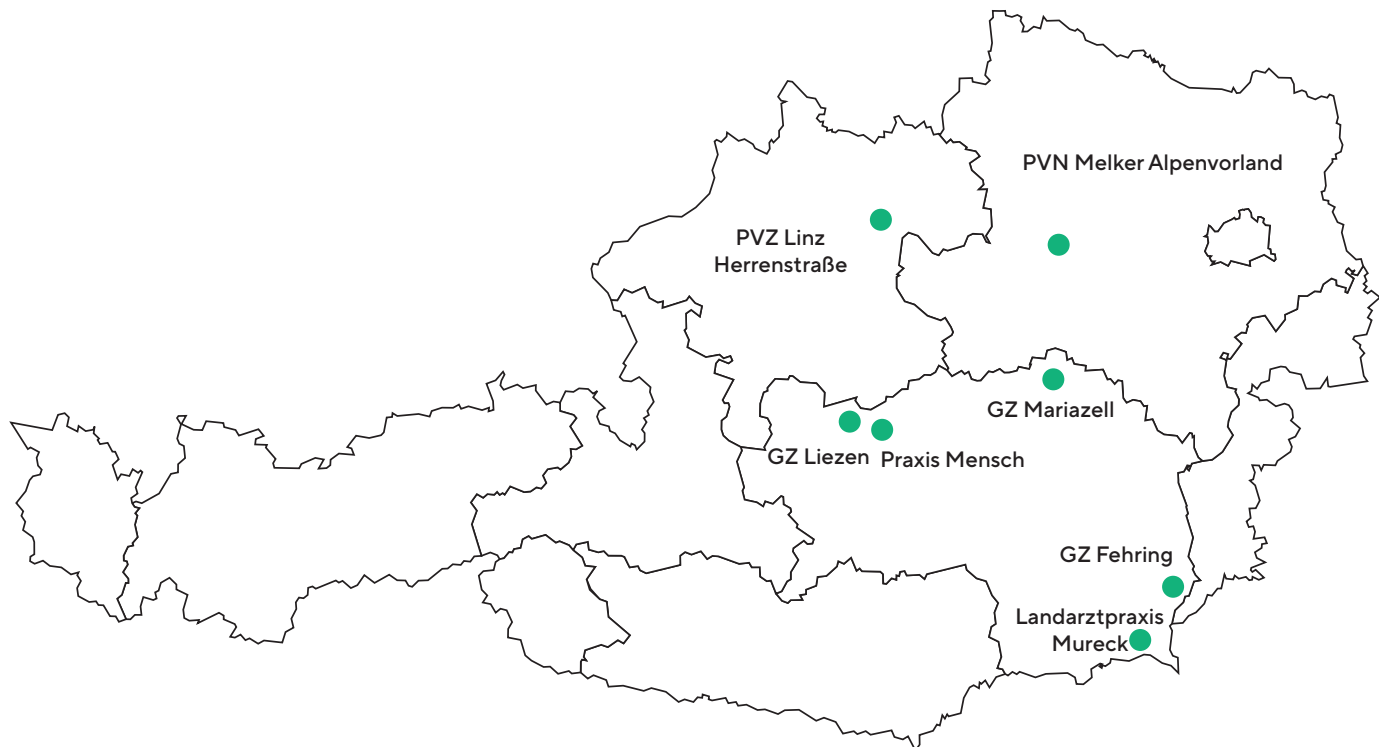 PVN Melker Alpenvorland
PVZ Linz
Herrenstraße
GZ Mariazell
GZ Liezen
Praxis Mensch
GZ Fehring
Landarztpraxis
Mureck